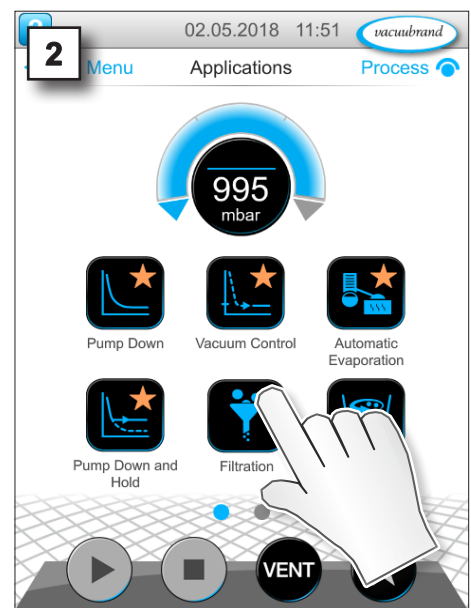 02.05.2018 11:51 vacuubrand
2
Menu Applications Process
995
mbar
Pump Down Vacuum Control Automatic
Evaporation
Pump Down and
Hold Filtration
VENT